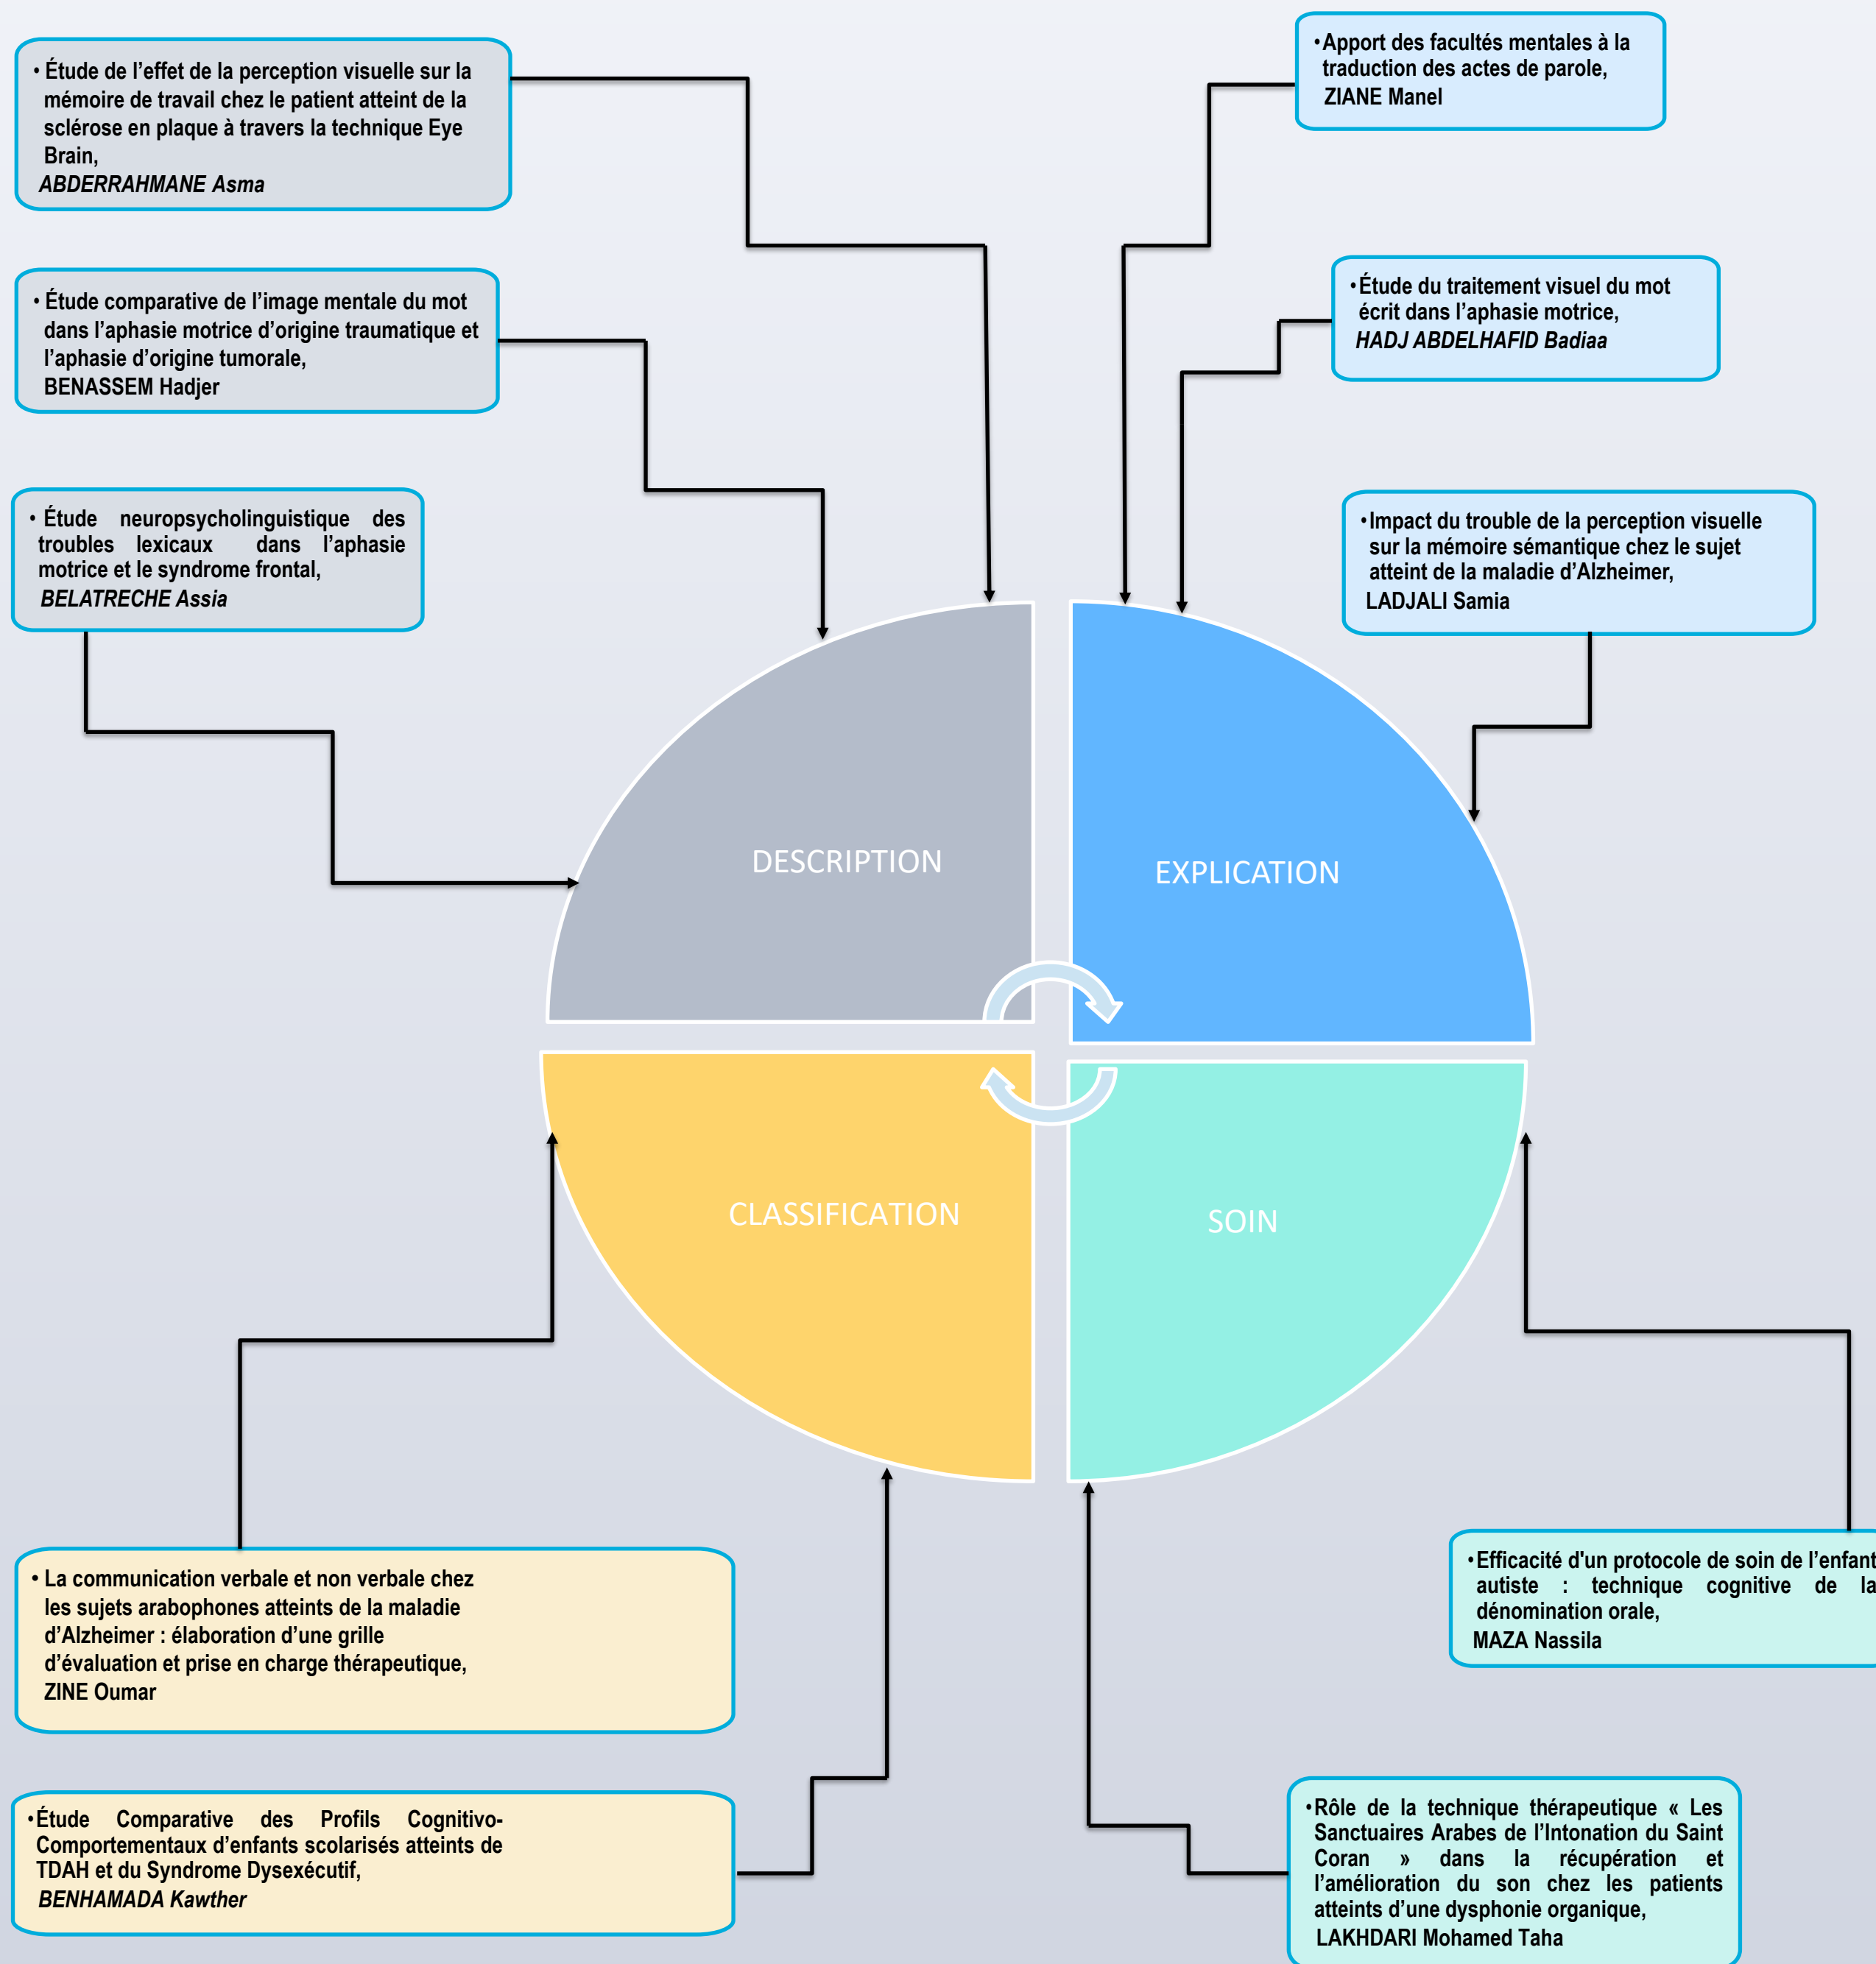 • Étude de l’effet de la perception visuelle sur la
mémoire de travail chez le patient atteint de la
sclérose en plaque à travers la technique Eye
Brain,
ABDERRAHMANE Asma
• Étude comparative de l’image mentale du mot
dans l’aphasie motrice d’origine traumatique et
l’aphasie d’origine tumorale,
BENASSEM Hadjer
• Étude neuropsycholinguistique des
troubles lexicaux dans l’aphasie
motrice et le syndrome frontal,
BELATRECHE Assia
• Apport des facultés mentales à la
traduction des actes de parole,
ZIANE Manel
• Étude du traitement visuel du mot
écrit dans l’aphasie motrice,
HADJ ABDELHAFID Badiaa
• Impact du trouble de la perception visuelle
sur la mémoire sémantique chez le sujet
atteint de la maladie d’Alzheimer,
LADJALI Samia
DESCRIPTION
EXPLICATION
CLASSIFICATION
SOIN
• La communication verbale et non verbale chez
les sujets arabophones atteints de la maladie
d’Alzheimer : élaboration d’une grille
d’évaluation et prise en charge thérapeutique,
ZINE Oumar
• Étude Comparative des Profils Cognitivo-
Comportementaux d’enfants scolarisés atteints de
TDAH et du Syndrome Dysexécutif,
BENHAMADA Kawther
• Efficacité d'un protocole de soin de l’enfant
autiste : technique cognitive de la
dénomination orale,
MAZA Nassila
• Rôle de la technique thérapeutique « Les
Sanctuaires Arabes de l’Intonation du Saint
Coran » dans la récupération et
l’amélioration du son chez les patients
atteints d’une dysphonie organique,
LAKHDARI Mohamed Taha